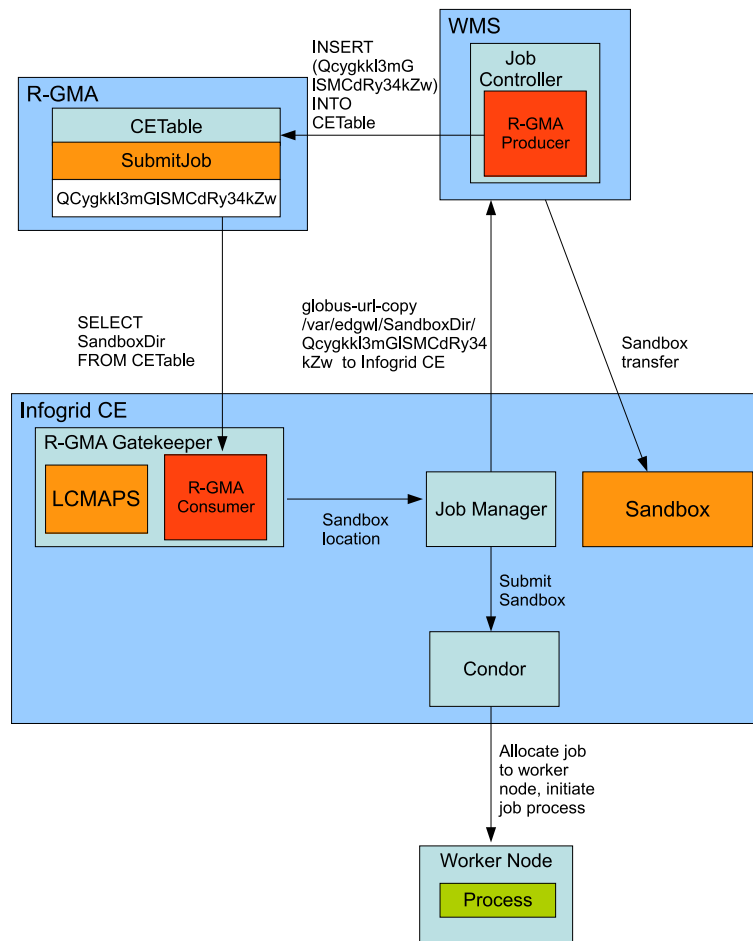 WMS
Job
Controller
R-GMA
Producer
INSERT
(Qcygkkl3mG
lSMCdRy34kZw)
INTO
CETable
R-GMA
CETable
SubmitJob
QCygkkl3mGlSMCdRy34kZw
SELECT
SandboxDir
FROM CETable
globus-url-copy
/var/edgwl/SandboxDir/
QCygkkl3mGlSMCdRy34
kZw to Infogrid CE
Sandbox
transfer
Infogrid CE
R-GMA Gatekeeper
LCMAPS
R-GMA
Consumer
Sandbox
location
Job Manager
Sandbox
Submit
Sandbox
Condor
Allocate job
to worker
node, initiate
job process
Worker Node
Process